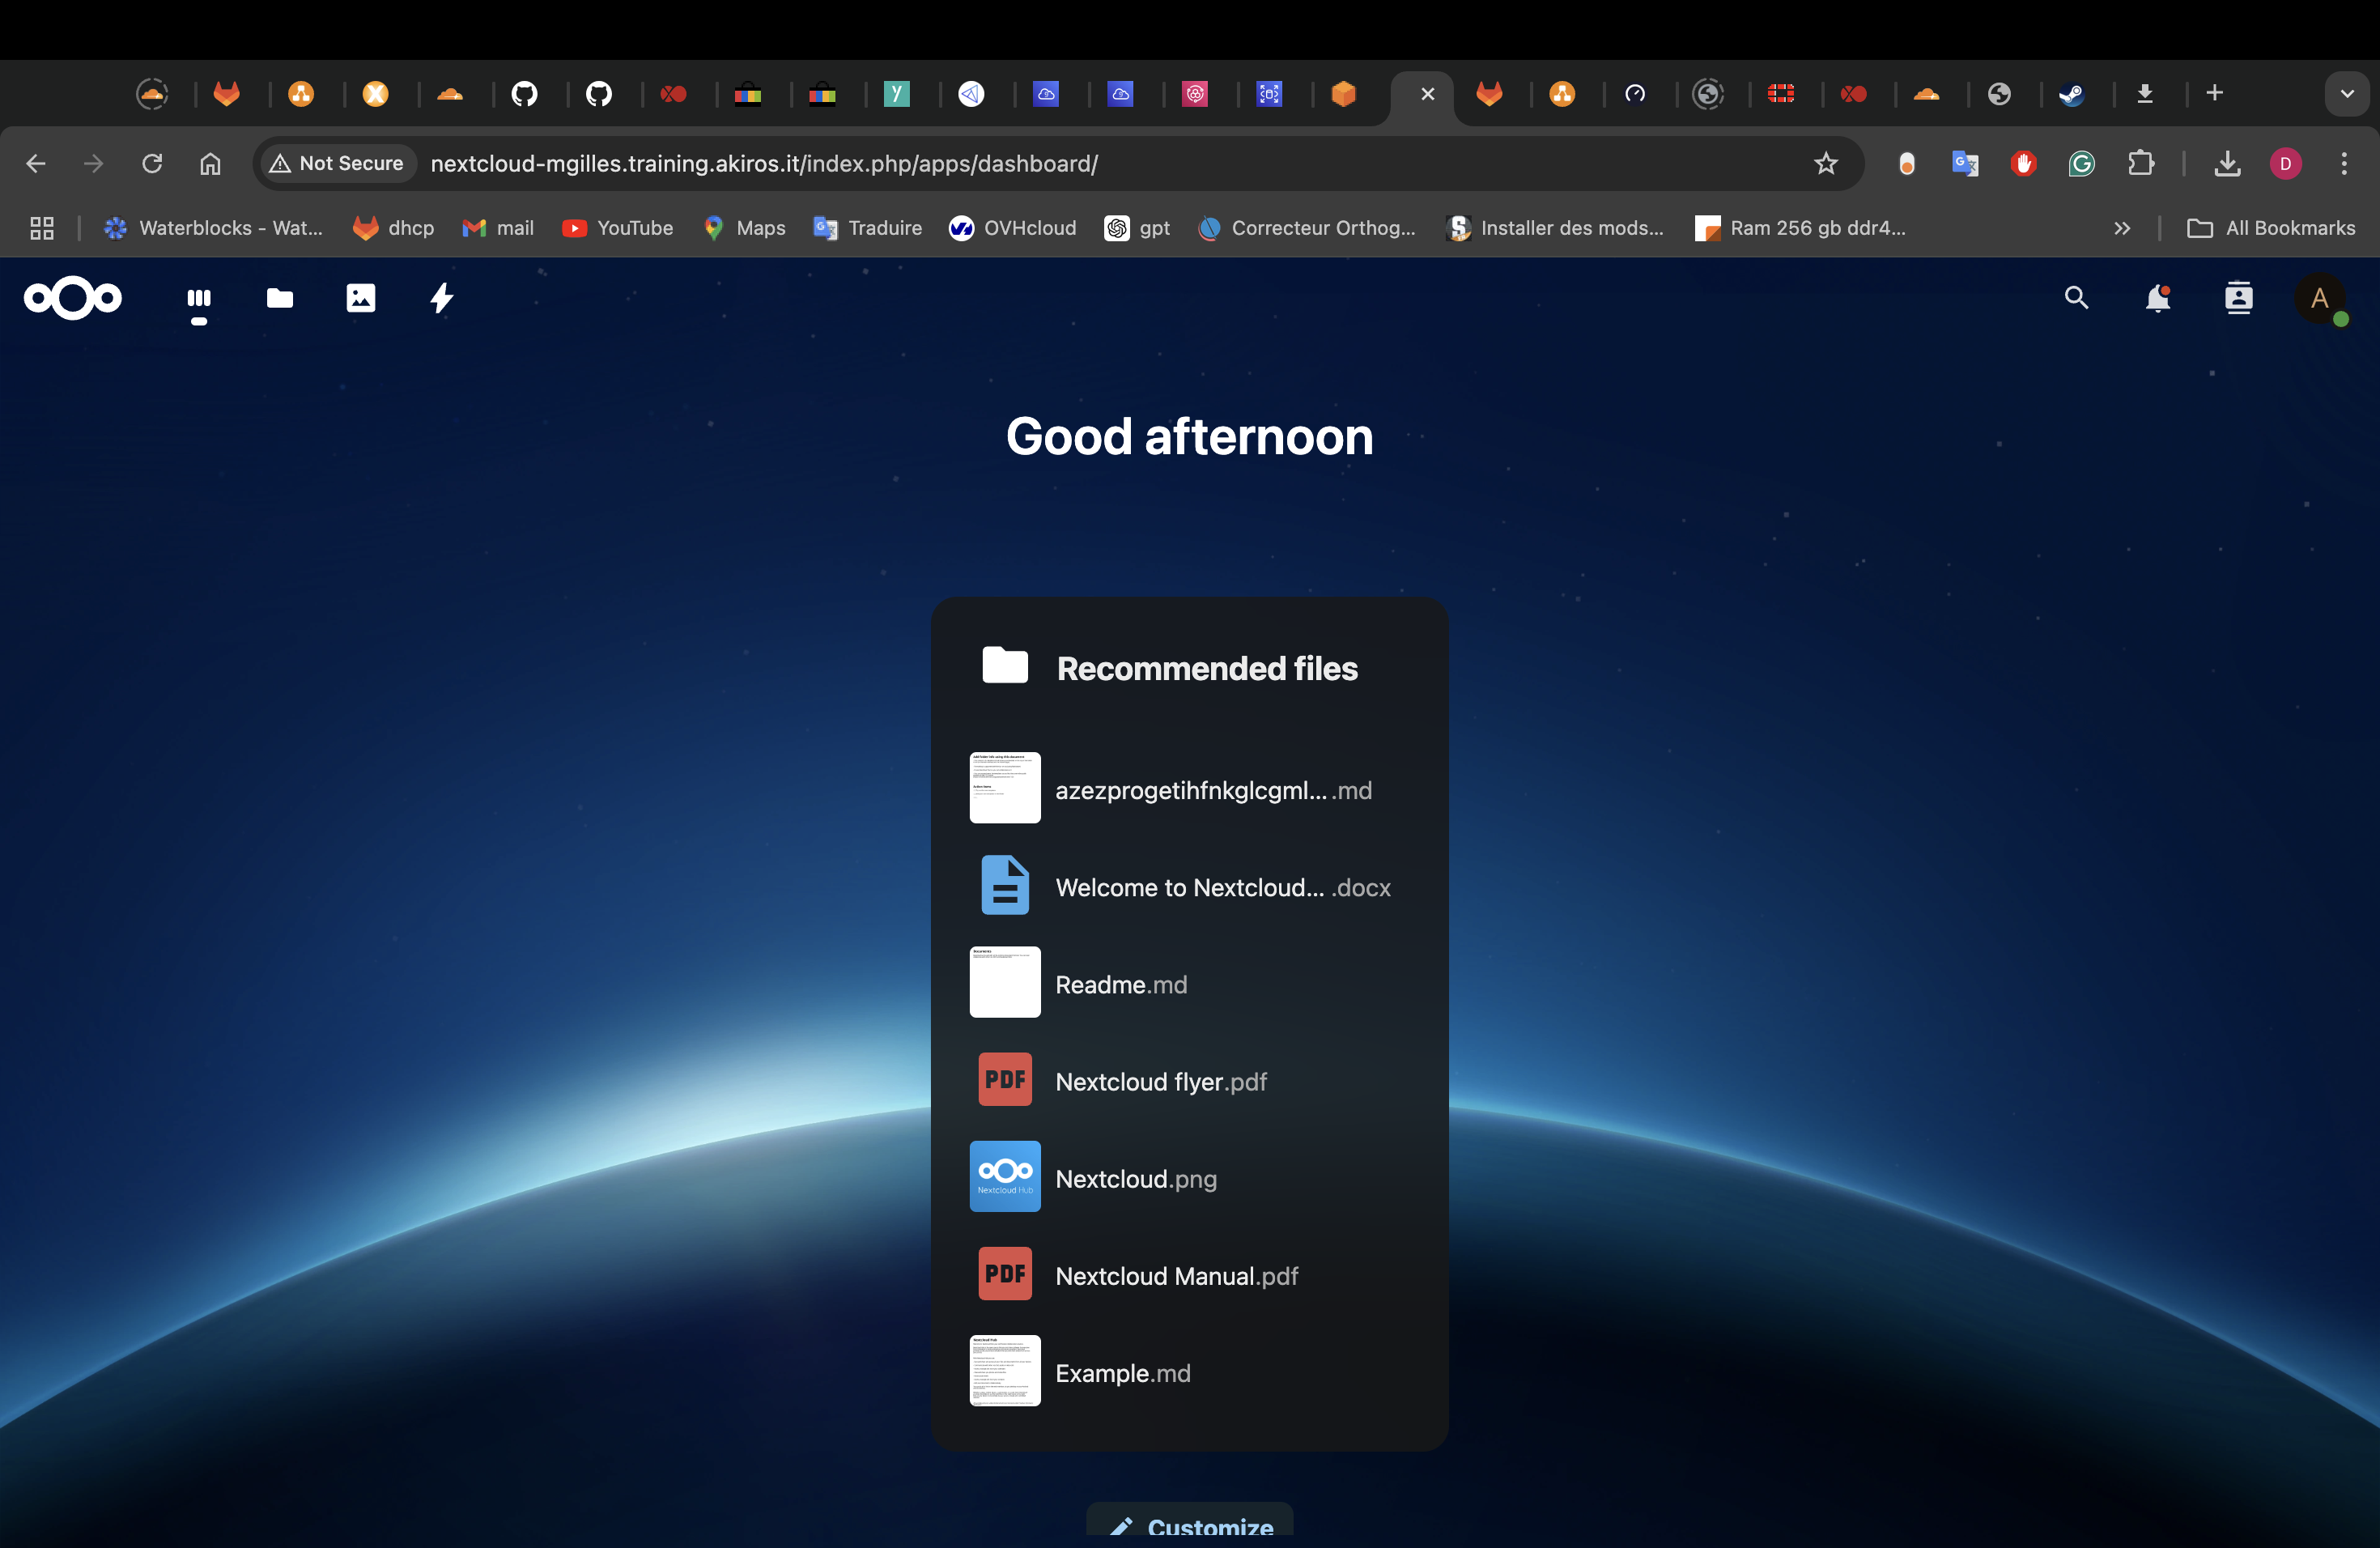 Not Secure nextcloud-mgilles.training.akiros.it/index.php/apps/dashboard/ D
Waterblocks - Wat... dhcp mail YouTube Maps Traduire OVHcloud gpt Correcteur Orthog... Installer des mods... Ram 256 gb ddr4... All Bookmarks
A
Good afternoon
Recommended files
azezprogetihfnkglcgml... .md
Welcome to Nextcloud... .docx
Readme.md
PDF Nextcloud flyer.pdf
Nextcloud Hub Nextcloud.png
PDF Nextcloud Manual.pdf
Example.md
Customize